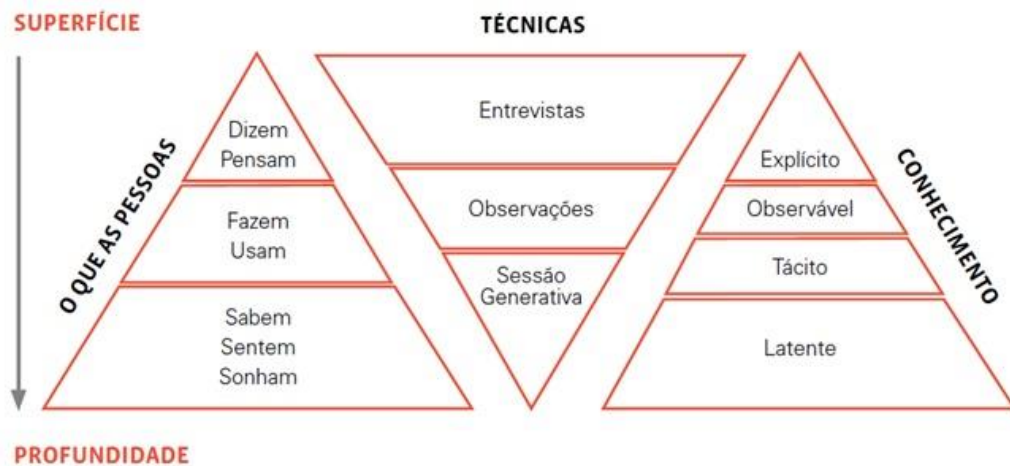 SUPERFÍCIE
TÉCNICAS
O QUE AS PESSOAS
Dizem
Pensam
Fazem
Usam
Sabem
Sentem
Sonham
Entrevistas
Observações
Sessão
Generativa
Explícito
Observável
Tácito
Latente
CONHECIMENTO
PROFUNDIDADE